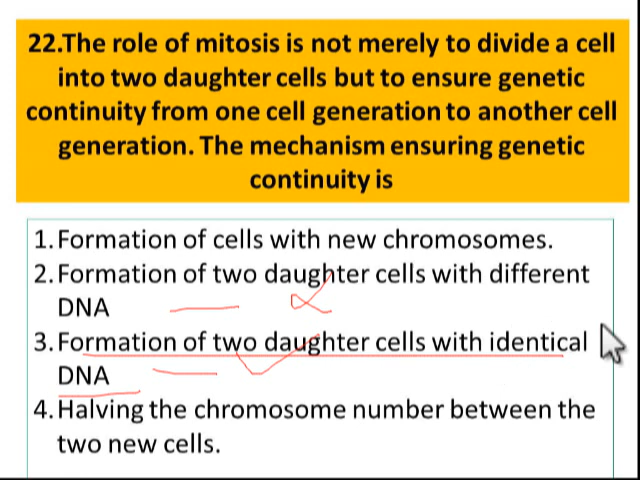 22.The role of mitosis is not merely to divide a cell
into two daughter cells but to ensure genetic
continuity from one cell generation to another cell
generation. The mechanism ensuring genetic
continuity is
1. Formation of cells with new chromosomes.
2. Formation of two daughter cells with different
DNA
3. Formation of two daughter cells with identical
DNA
4. Halving the chromosome number between the
two new cells.